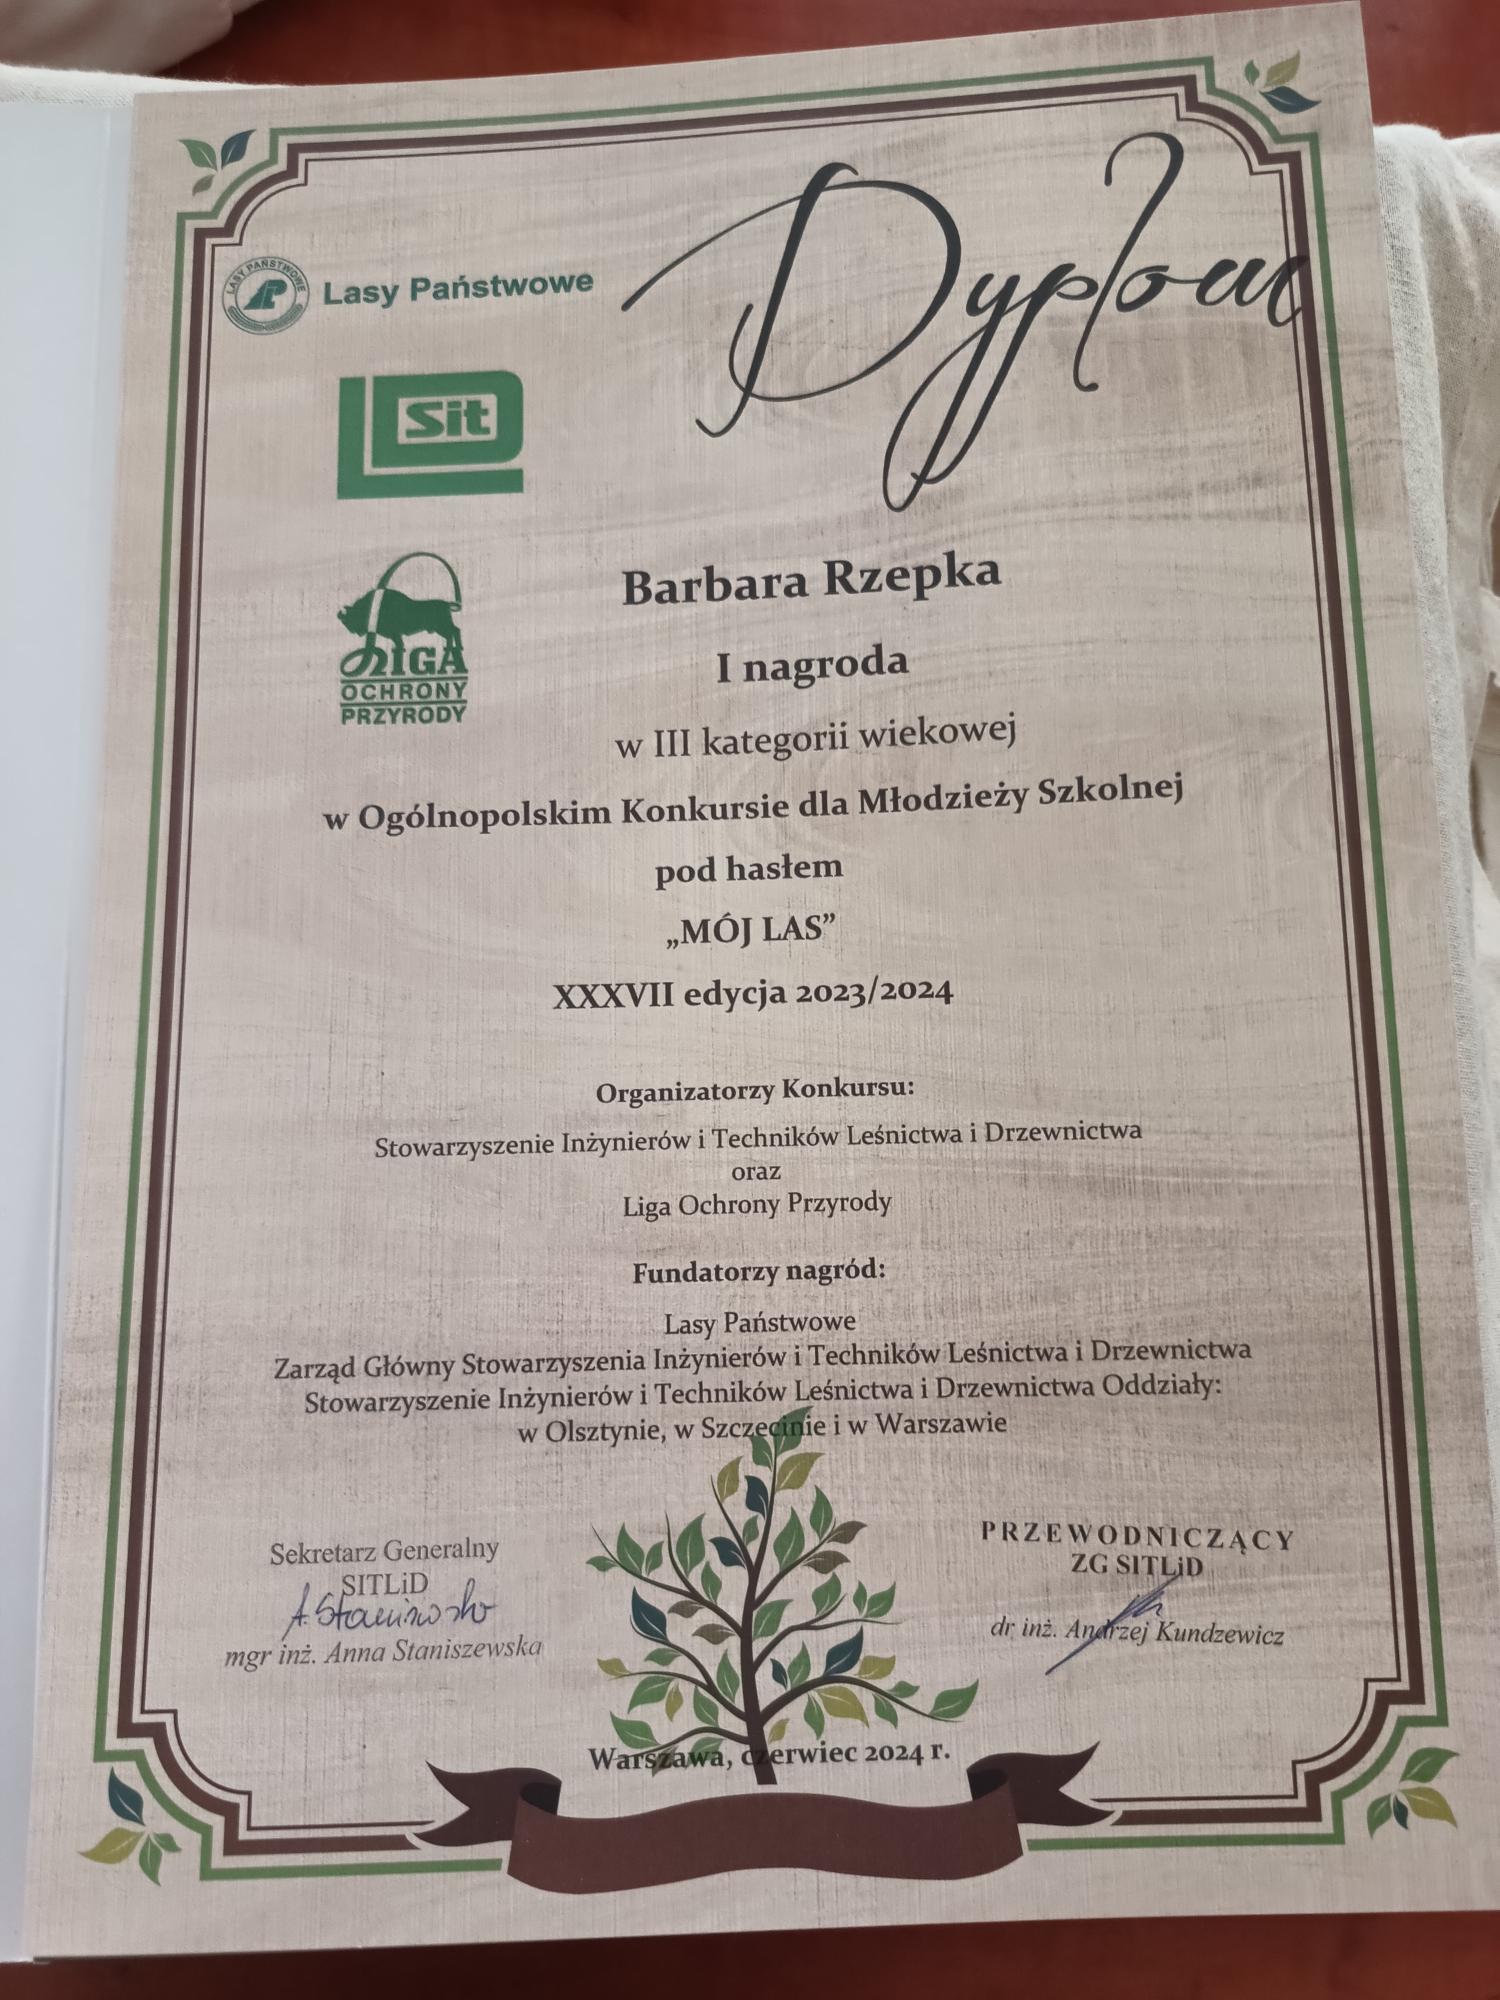 Dyplom
LASY PAŃSTWOWE
Lasy Państwowe
Sit
LIGA
OCHRONY
PRZYRODY
Barbara Rzepka
I nagroda
w III kategorii wiekowej
w Ogólnopolskim Konkursie dla Młodzieży Szkolnej
pod hasłem
„MÓJ LAS”
XXXVII edycja 2023/2024
Organizatorzy Konkursu:
Stowarzyszenie Inżynierów i Techników Leśnictwa i Drzewnictwa
oraz
Liga Ochrony Przyrody
Fundatorzy nagród:
Lasy Państwowe
Zarząd Główny Stowarzyszenia Inżynierów i Techników Leśnictwa i Drzewnictwa
Stowarzyszenie Inżynierów i Techników Leśnictwa i Drzewnictwa Oddziały:
w Olsztynie, w Szczecinie i w Warszawie
Sekretarz Generalny
SITLiD
A. Staniszewska
mgr inż. Anna Staniszewska
PRZEWODNICZĄCY
ZG SITLiD
dr inż. Andrzej Kundzewicz
Warszawa, czerwiec 2024 r.